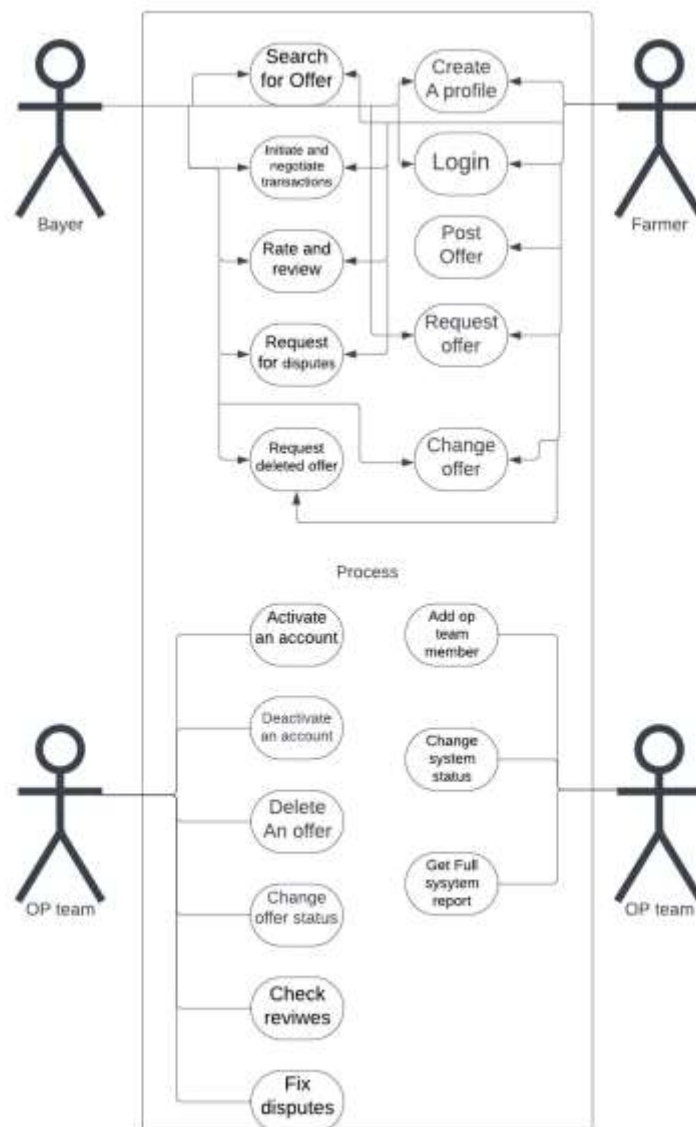 Search
for Offer
Create
A profile
Initiate and
negotiate
transactions
Login
Bayer
Farmer
Rate and
review
Post
Offer
Request
for disputes
Request
offer
Request
deleted offer
Change
offer
Process
Activate
an account
Add op
team
member
Deactivate
an account
Change
system
status
Delete
An offer
Get Full
sysytem
report
OP team
OP team
Change
offer status
Check
reviwes
Fix
disputes